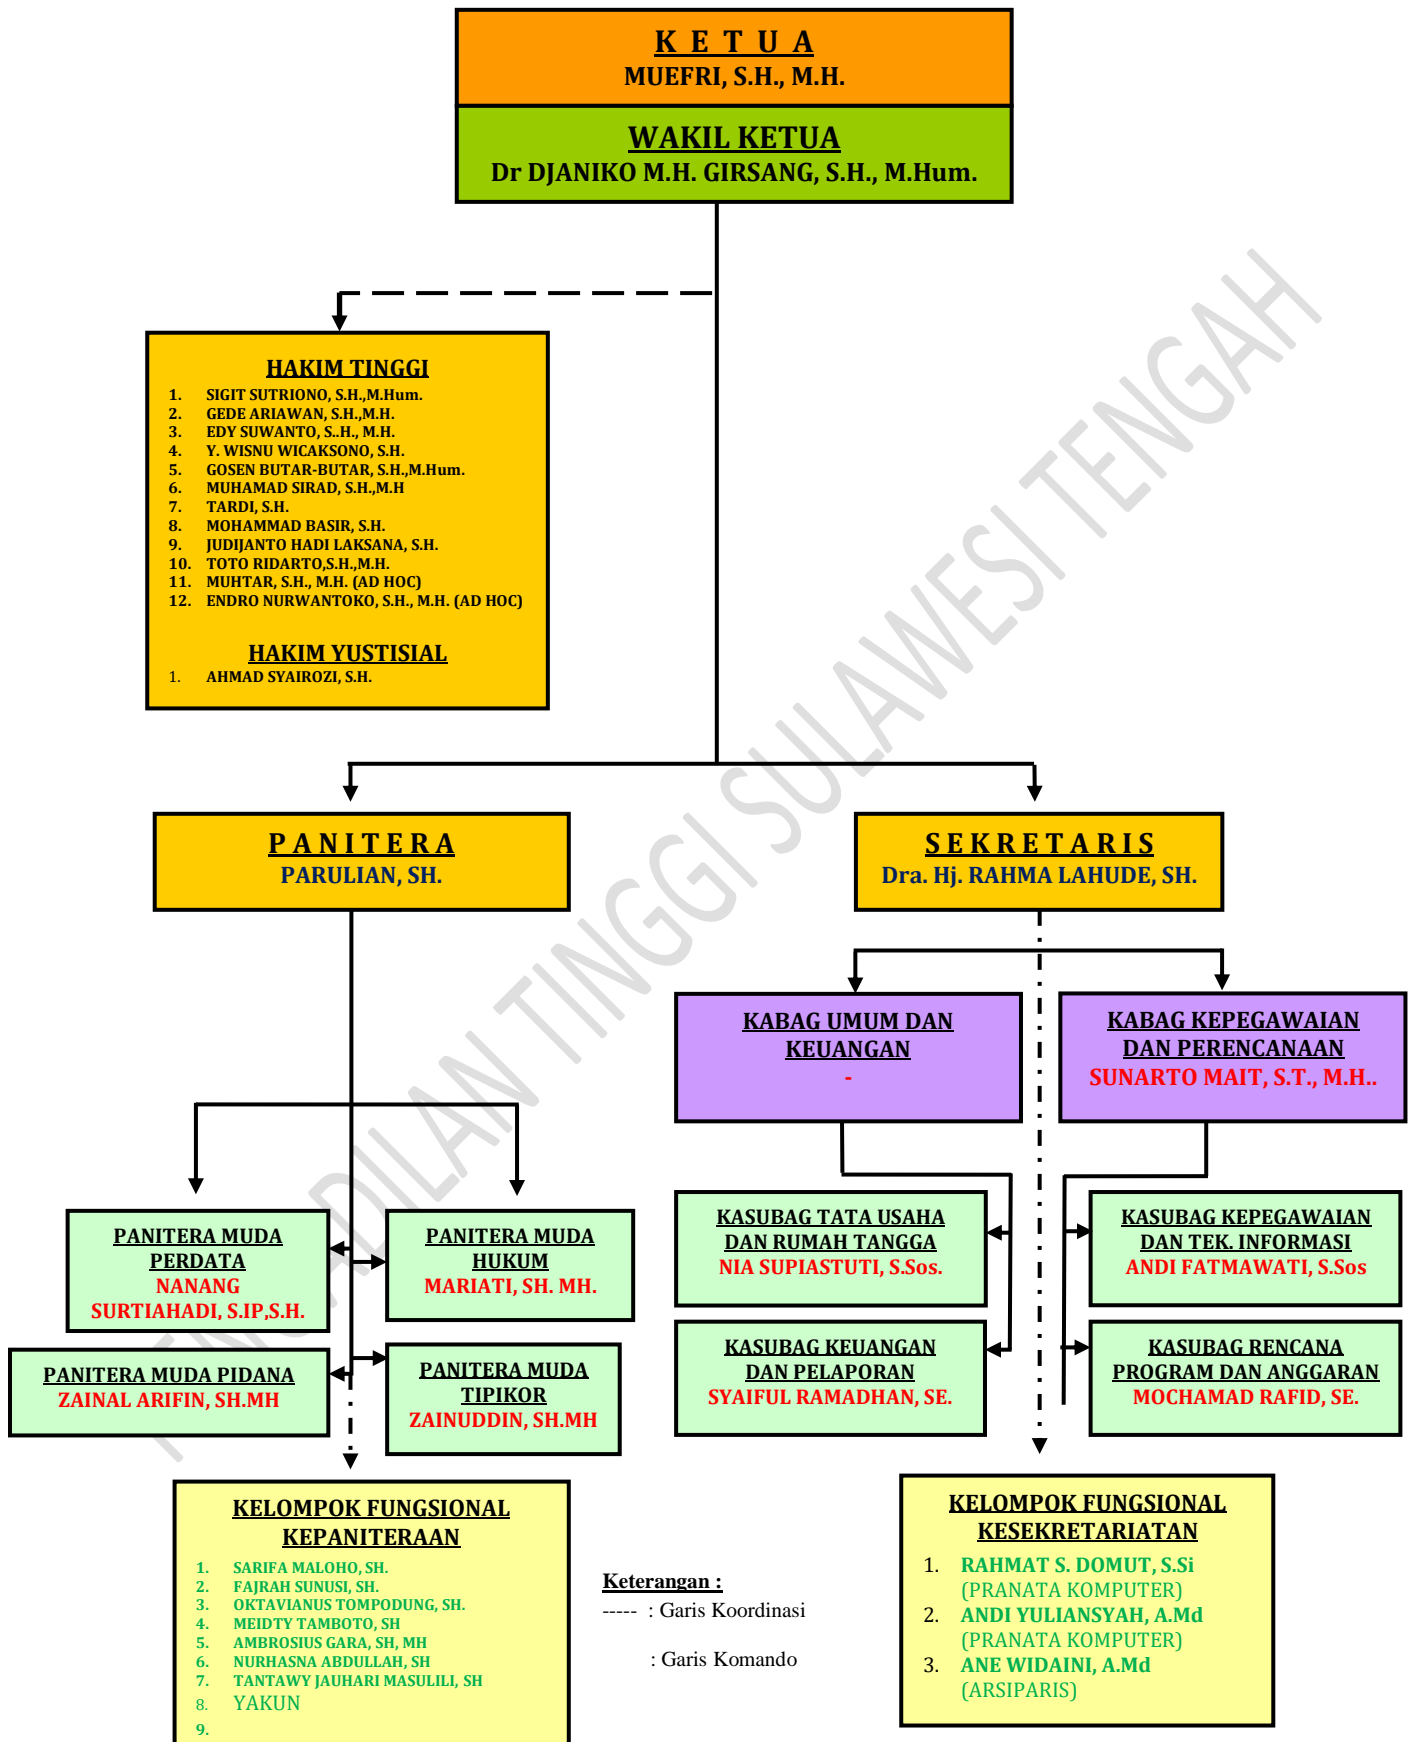 K E T U A
MUEFRI, S.H., M.H.
WAKIL KETUA
Dr DJANIKO M.H. GIRSANG, S.H., M.Hum.
HAKIM TINGGI
1. SIGIT SUTRIONO, S.H.,M.Hum.
2. GEDE ARIAWAN, S.H.,M.H.
3. EDY SUWANTO, S..H., M.H.
4. Y. WISNU WICAKSONO, S.H.
5. GOSEN BUTAR-BUTAR, S.H.,M.Hum.
6. MUHAMAD SIRAD, S.H.,M.H
7. TARDI, S.H.
8. MOHAMMAD BASIR, S.H.
9. JUDIJANTO HADI LAKSANA, S.H.
10. TOTO RIDARTO,S.H.,M.H.
11. MUHTAR, S.H., M.H. (AD HOC)
12. ENDRO NURWANTOKO, S.H., M.H. (AD HOC)
HAKIM YUSTISIAL
1. AHMAD SYAIROZI, S.H.
P A N I T E R A
PARULIAN, SH.
S E K R E T A R I S
Dra. Hj. RAHMA LAHUDE, SH.
KABAG UMUM DAN
KEUANGAN
-
KABAG KEPEGAWAIAN
DAN PERENCANAAN
SUNARTO MAIT, S.T., M.H..
PANITERA MUDA
PERDATA
NANANG
SURTIAHADI, S.IP,S.H.
PANITERA MUDA
HUKUM
MARIATI, SH. MH.
KASUBAG TATA USAHA
DAN RUMAH TANGGA
NIA SUPIASTUTI, S.Sos.
KASUBAG KEPEGAWAIAN
DAN TEK. INFORMASI
ANDI FATMAWATI, S.Sos
PANITERA MUDA PIDANA
ZAINAL ARIFIN, SH.MH
PANITERA MUDA
TIPIKOR
ZAINUDDIN, SH.MH
KASUBAG KEUANGAN
DAN PELAPORAN
SYAIFUL RAMADHAN, SE.
KASUBAG RENCANA
PROGRAM DAN ANGGARAN
MOCHAMAD RAFID, SE.
KELOMPOK FUNGSIONAL
KEPANITERAAN
1. SARIFA MALOHO, SH.
2. FAJRAH SUNUSI, SH.
3. OKTAVIANUS TOMPODUNG, SH.
4. MEIDTY TAMBOTO, SH
5. AMBROSIUS GARA, SH, MH
6. NURHASNA ABDULLAH, SH
7. TANTAWY JAUHARI MASULILI, SH
8. YAKUN
9.
Keterangan :
----- : Garis Koordinasi
: Garis Komando
KELOMPOK FUNGSIONAL
KESEKRETARIATAN
1. RAHMAT S. DOMUT, S.Si
(PRANATA KOMPUTER)
2. ANDI YULIANSYAH, A.Md
(PRANATA KOMPUTER)
3. ANE WIDAINI, A.Md
(ARSIPARIS)
PENGADILAN TINGGI SULAWESI TENGAH